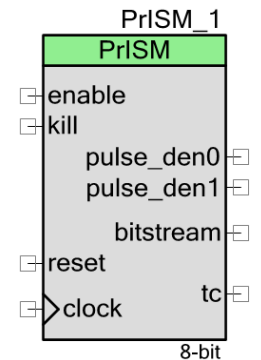 PrISM_1
PrISM
enable
kill
pulse_den0
pulse_den1
bitstream
reset
tc
clock
8-bit